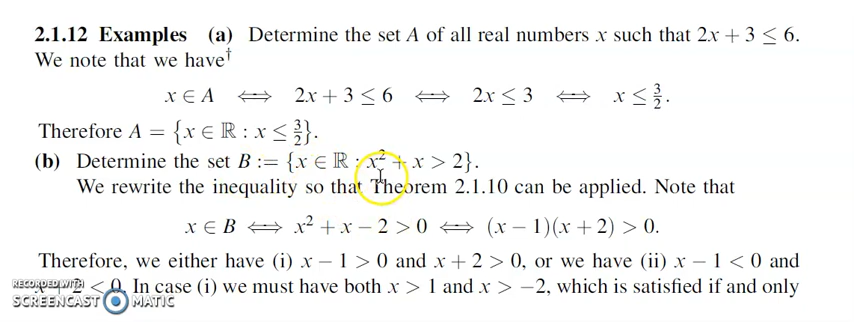 2.1.12 Examples (a) Determine the set A of all real numbers x such that 2x + 3 ≤ 6.
We note that we have†
x ∈ A ⟺ 2x + 3 ≤ 6 ⟺ 2x ≤ 3 ⟺ x ≤ 3/2.
Therefore A = {x ∈ ℝ : x ≤ 3/2}.
(b) Determine the set B := {x ∈ ℝ : x² + x > 2}.
We rewrite the inequality so that Theorem 2.1.10 can be applied. Note that
x ∈ B ⟺ x² + x − 2 > 0 ⟺ (x − 1)(x + 2) > 0.
Therefore, we either have (i) x − 1 > 0 and x + 2 > 0, or we have (ii) x − 1 < 0 and
< 0. In case (i) we must have both x > 1 and x > −2, which is satisfied if and only
RECORDED WITH
SCREENCAST MATIC